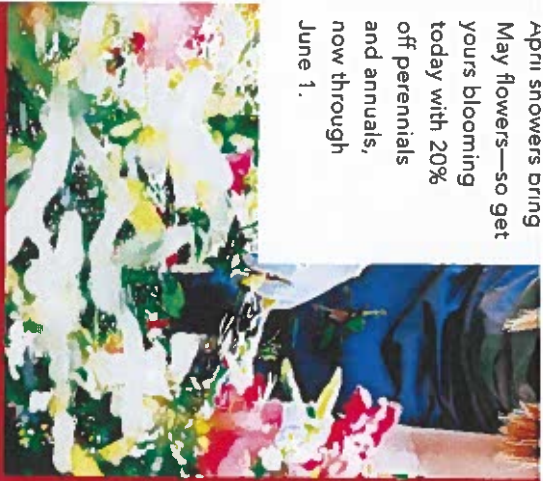 April showers bring
May flowers—so get
yours blooming
today with 20%
off perennials
and annuals,
now through
June 1.